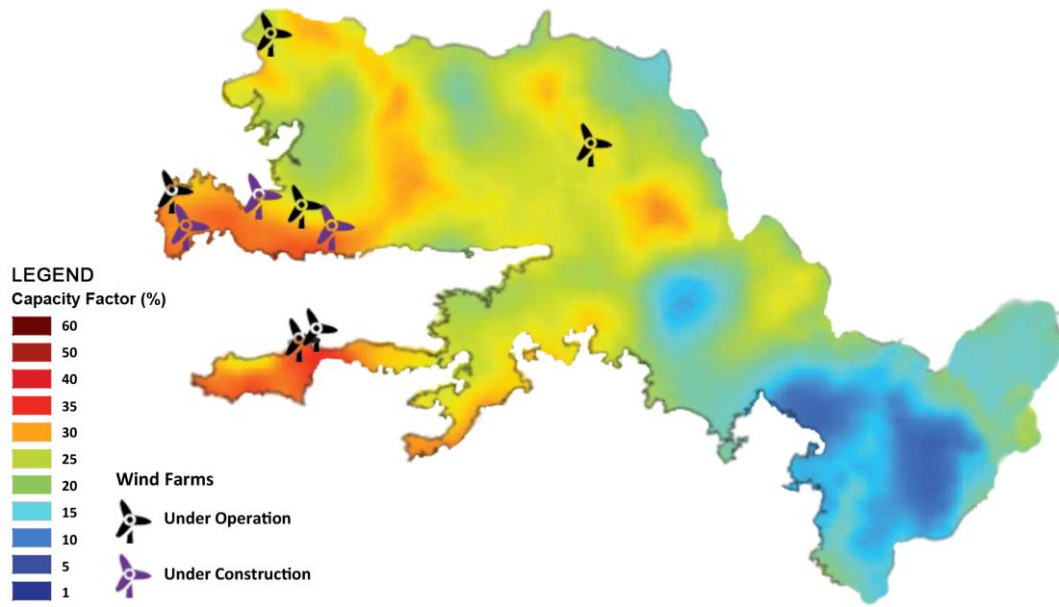 LEGEND
Capacity Factor (%)
60
50
40
35
30
25
20
15
10
5
1
Wind Farms
Under Operation
Under Construction